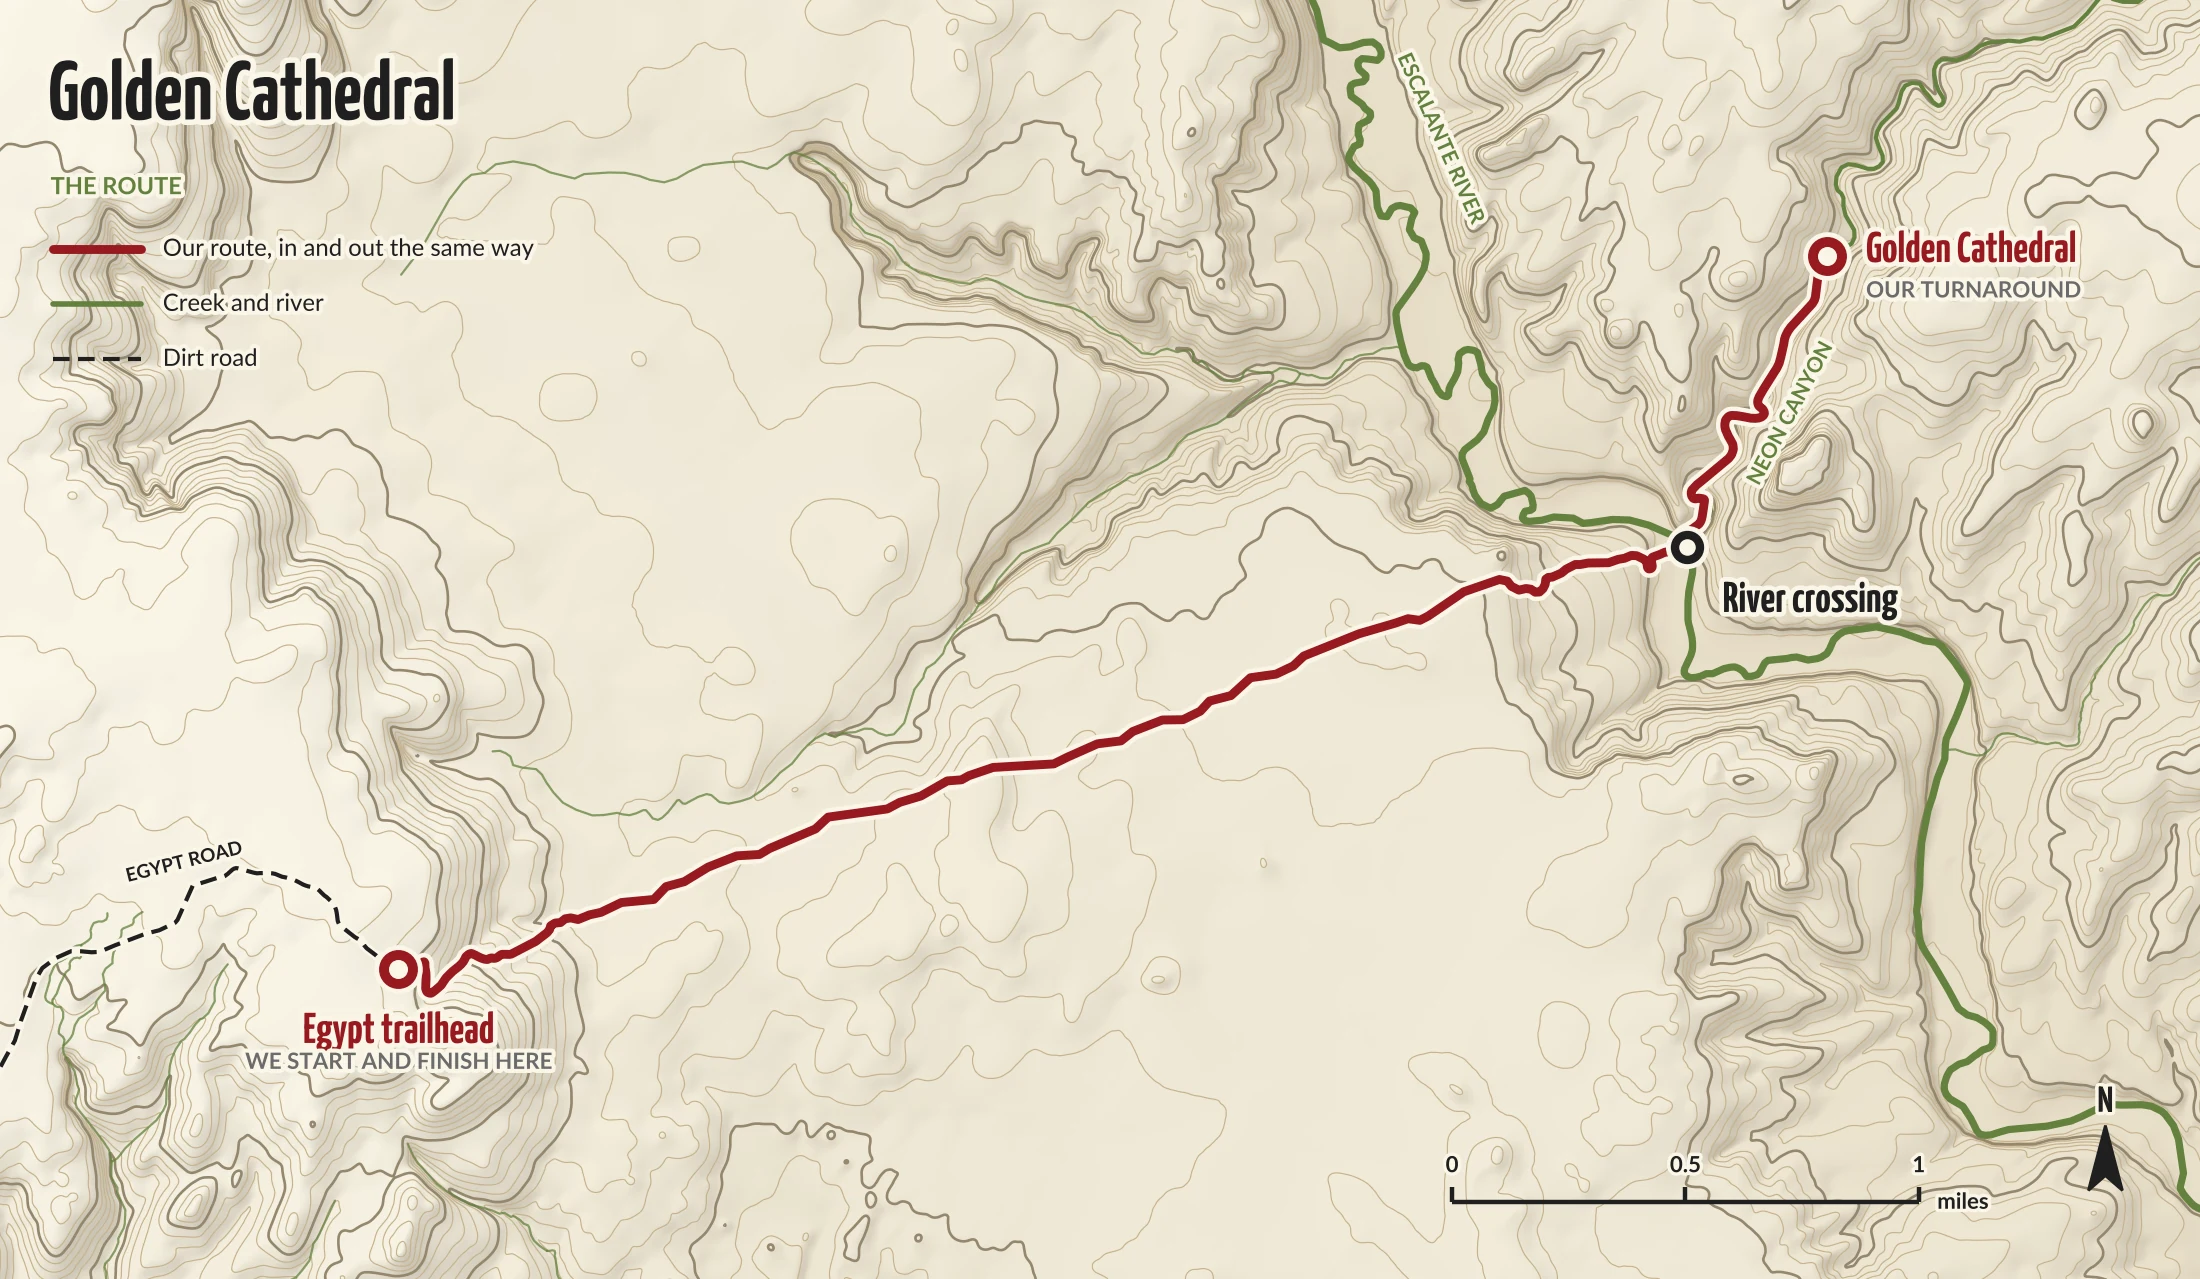 Golden Cathedral
THE ROUTE
Our route, in and out the same way
Creek and river
Dirt road
ESCALANTE RIVER
Golden Cathedral
OUR TURNAROUND
NEON CANYON
River crossing
EGYPT ROAD
Egypt trailhead
WE START AND FINISH HERE
N
0 0.5 1
miles